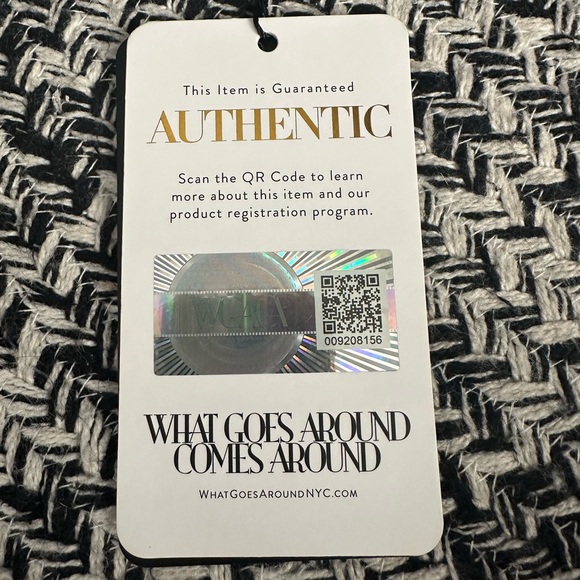 This Item is Guaranteed
AUTHENTIC
Scan the QR Code to learn
more about this item and our
product registration program.
WGACA
009208156
WHAT GOES AROUND
COMES AROUND
WHATGOESAROUNDNYC.COM